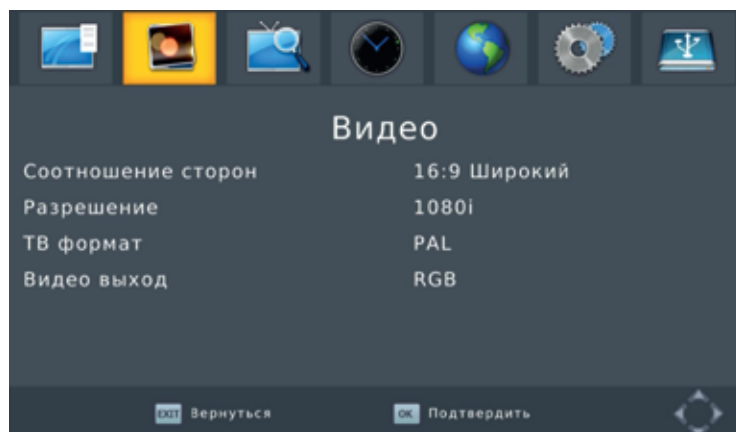 Видео
Соотношение сторон 16:9 Широкий
Разрешение 1080i
ТВ формат PAL
Видео выход RGB
EXIT Вернуться OK Подтвердить